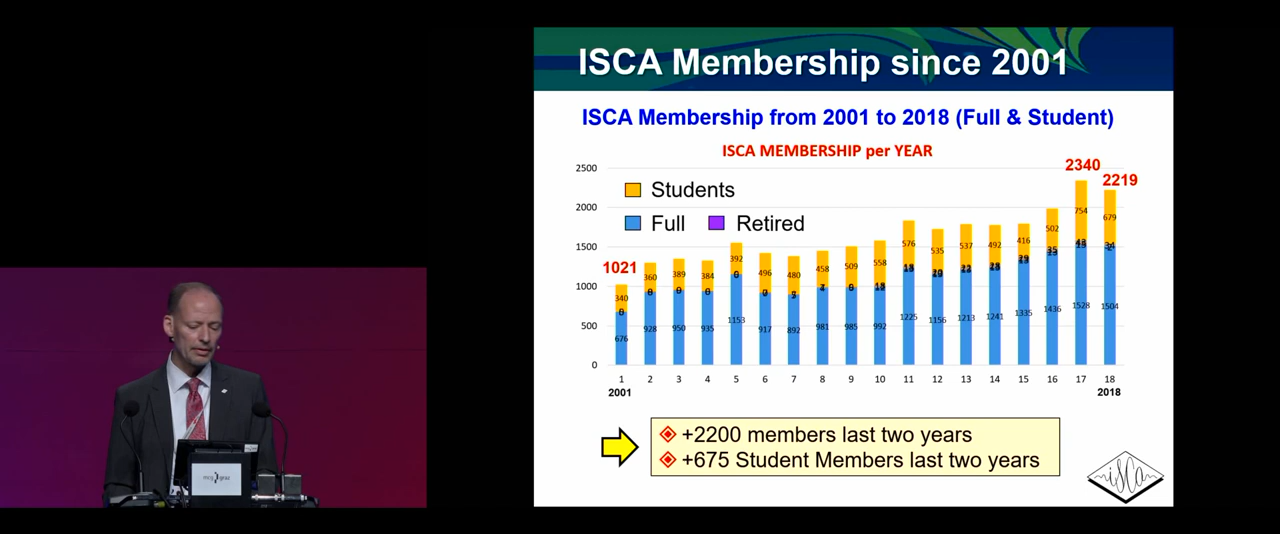 ISCA Membership since 2001
ISCA Membership from 2001 to 2018 (Full & Student)
ISCA MEMBERSHIP per YEAR
2340
2500
2219
Students
2000
754
679
Full Retired
502
1500
392 496 480 458 509 558 576 535 537 492 416
1021
360 389 384
1000
340
500
676 928 950 935 1153 917 892 981 985 992 1225 1156 1213 1241 1335 1436 1528 1504
0
1 2 3 4 5 6 7 8 9 10 11 12 13 14 15 16 17 18
2001 2018
+2200 members last two years
+675 Student Members last two years
isca